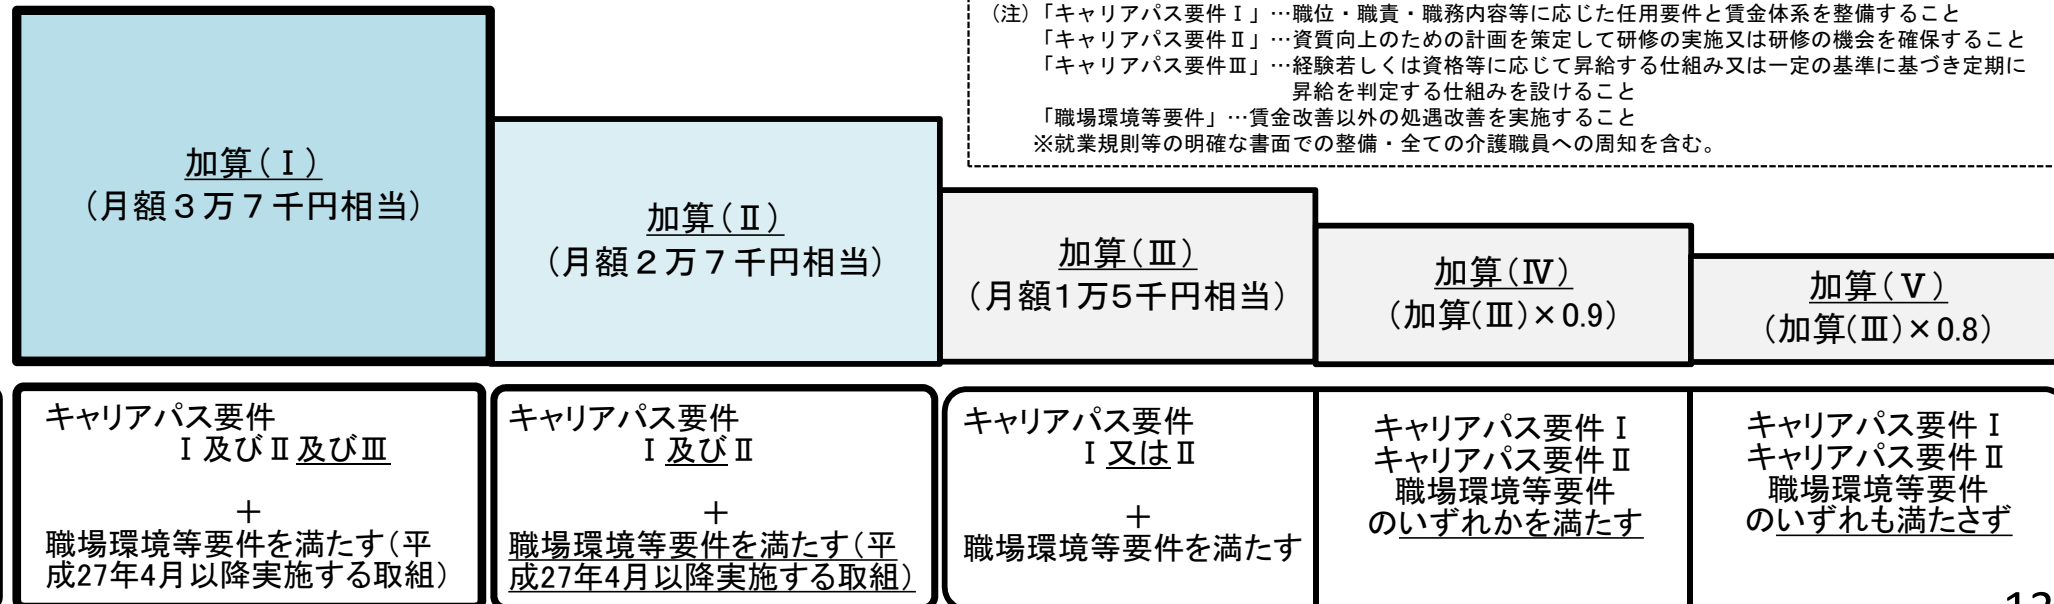 (注)「キャリアパス要件Ⅰ」…職位・職責・職務内容等に応じた任用要件と賃金体系を整備すること
「キャリアパス要件Ⅱ」…資質向上のための計画を策定して研修の実施又は研修の機会を確保すること
「キャリアパス要件Ⅲ」…経験若しくは資格等に応じて昇給する仕組み又は一定の基準に基づき定期に
昇給を判定する仕組みを設けること
「職場環境等要件」…賃金改善以外の処遇改善を実施すること
※就業規則等の明確な書面での整備・全ての介護職員への周知を含む。
加算(Ⅰ)
(月額3万7千円相当)
加算(Ⅱ)
(月額2万7千円相当)
加算(Ⅲ)
(月額1万5千円相当)
加算(Ⅳ)
(加算(Ⅲ)×0.9)
加算(Ⅴ)
(加算(Ⅲ)×0.8)
キャリアパス要件
Ⅰ及びⅡ及びⅢ
+
職場環境等要件を満たす(平
成27年4月以降実施する取組)
キャリアパス要件
Ⅰ及びⅡ
+
職場環境等要件を満たす(平
成27年4月以降実施する取組)
キャリアパス要件
Ⅰ又はⅡ
+
職場環境等要件を満たす
キャリアパス要件Ⅰ
キャリアパス要件Ⅱ
職場環境等要件
のいずれかを満たす
キャリアパス要件Ⅰ
キャリアパス要件Ⅱ
職場環境等要件
のいずれも満たさず